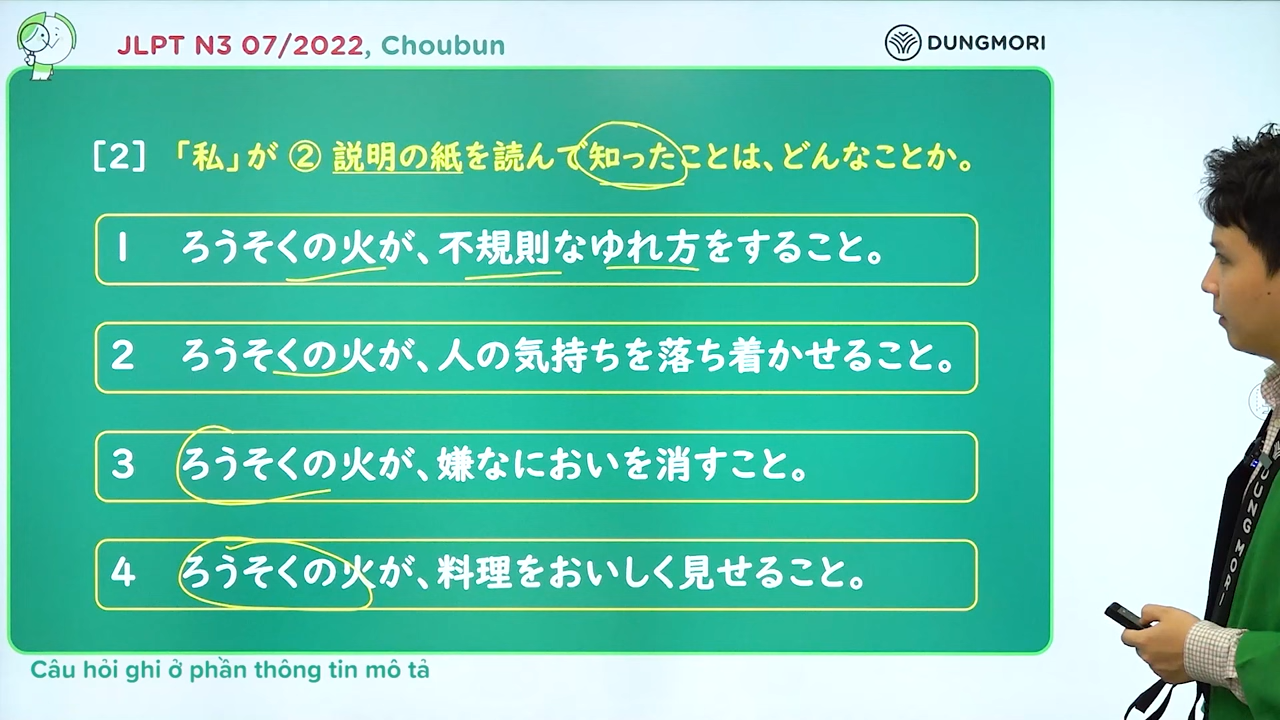 JLPT N3 07/2022, Choubun
DUNGMORI
[2] 「私」が ② 説明の紙を読んで知ったことは、どんなことか。
1 ろうそくの火が、不規則なゆれ方をすること。
2 ろうそくの火が、人の気持ちを落ち着かせること。
3 ろうそくの火が、嫌なにおいを消すこと。
4 ろうそくの火が、料理をおいしく見せること。
Câu hỏi ghi ở phần thông tin mô tả
DUNG MORI